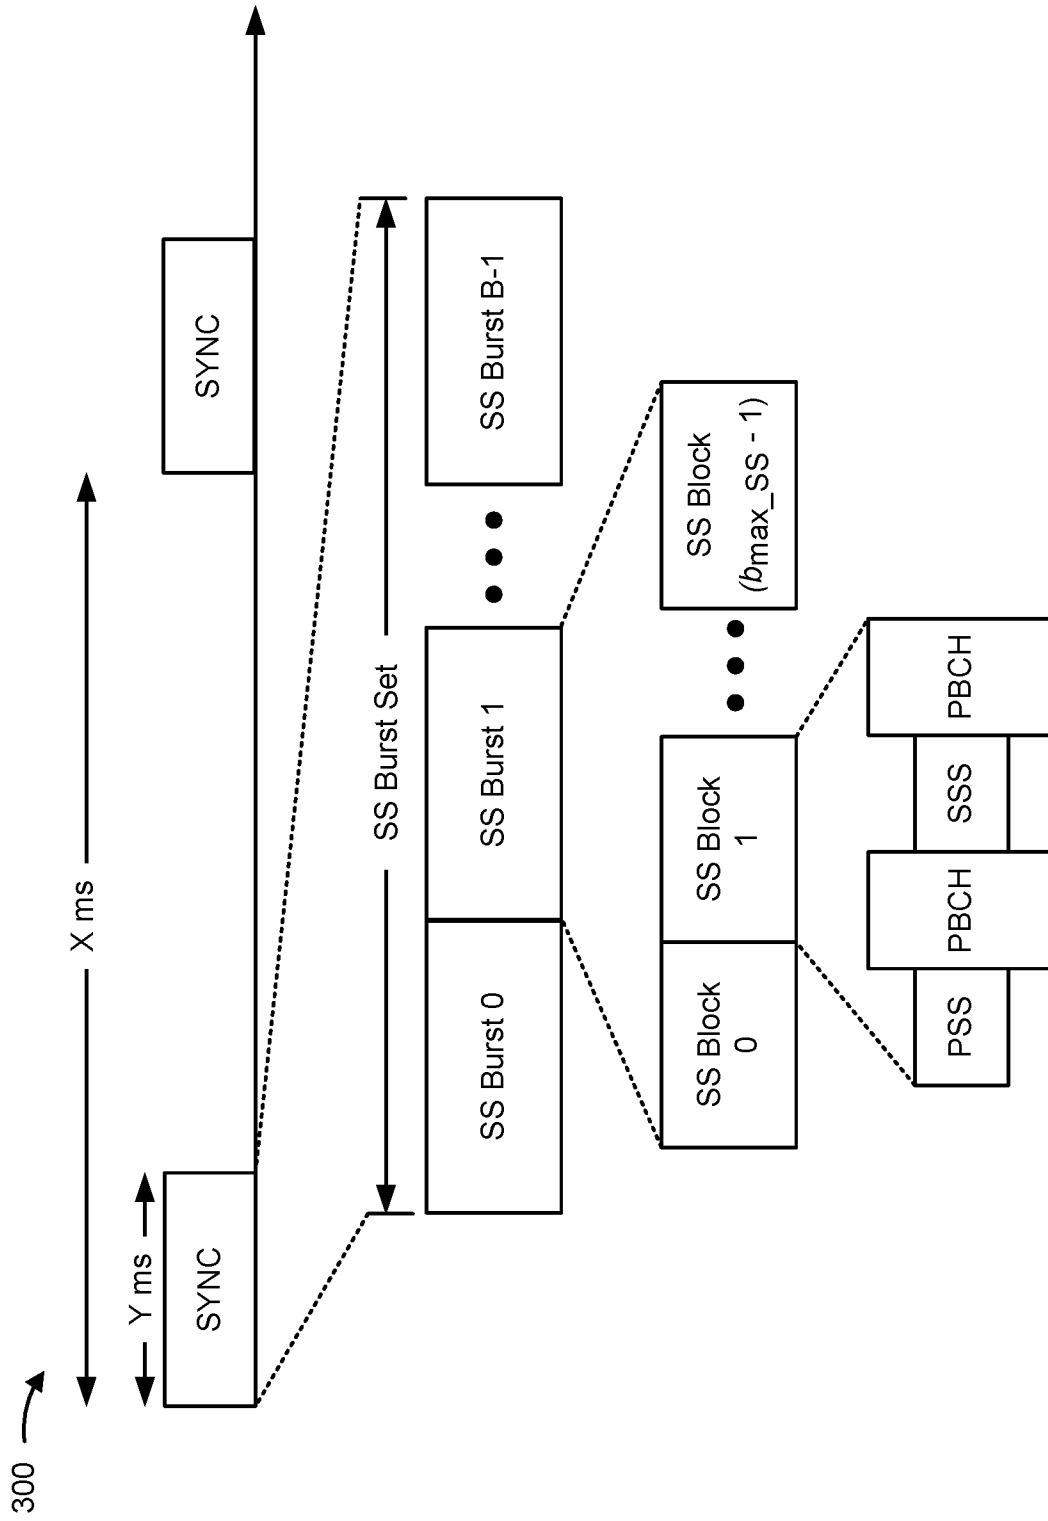 300
X ms
Y ms
SYNC
SYNC
SS Burst Set
SS Burst 0
SS Burst 1
SS Burst B-1
SS Block
0
SS Block
1
SS Block
(bmax_SS - 1)
PSS
PBCH
SSS
PBCH